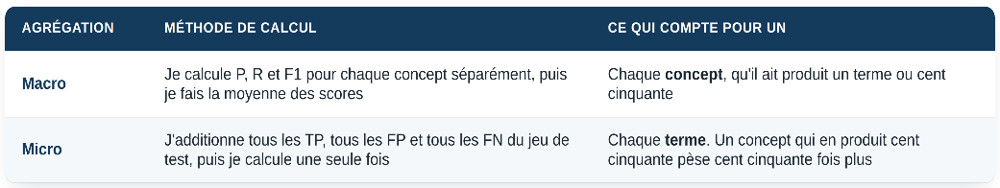 AGRÉGATION MÉTHODE DE CALCUL CE QUI COMPTE POUR UN
Macro
Je calcule P, R et F1 pour chaque concept séparément, puis
je fais la moyenne des scores
Chaque concept, qu'il ait produit un terme ou cent
cinquante
Micro
J'additionne tous les TP, tous les FP et tous les FN du jeu de
test, puis je calcule une seule fois
Chaque terme. Un concept qui en produit cent
cinquante pèse cent cinquante fois plus